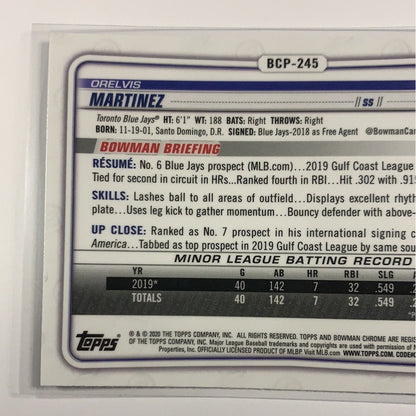 BCP-245
ORELVIS
MARTINEZ // SS //
Toronto Blue Jays® HT: 6'1" WT: 188 BATS: Right THROWS: Right
BORN: 11-19-01, Santo Domingo, D.R. SIGNED: Blue Jays-2018 as Free Agent @BowmanCar
BOWMAN BRIEFING
RÉSUMÉ: No. 6 Blue Jays prospect (MLB.com)...2019 Gulf Coast League
Tied for second in circuit in HRs...Ranked fourth in RBI...Hit .302 with .91
SKILLS: Lashes ball to all areas of outfield...Displays excellent rhyth
plate...Uses leg kick to gather momentum...Bouncy defender with above-
UP CLOSE: Ranked as No. 7 prospect in his international signing c
America...Tabbed as top prospect in 2019 Gulf Coast League by same sou
MINOR LEAGUE BATTING RECORD
YR G AB HR RBI SLG
2019* 40 142 7 32 .549 .2
TOTALS 40 142 7 32 .549 .2
topps
® & © 2020 THE TOPPS COMPANY, INC. ALL RIGHTS RESERVED. TOPPS AND BOWMAN CHROME ARE REG
OF THE TOPPS COMPANY, INC. Major League Baseball trademarks and copyrights are used with permission of M
Properties, Inc. OFFICIALLY LICENSED PRODUCT OF MLBP. Visit MLB.com WWW.TOPPS.COM. CODE#C